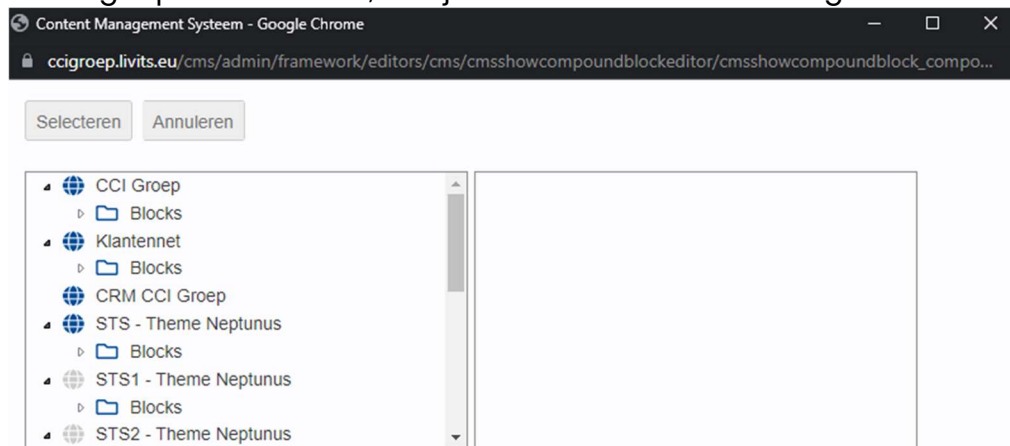 Content Management Systeem - Google Chrome
ccigroep.livits.eu/cms/admin/framework/editors/cms/cmsshowcompoundblockeditor/cmsshowcompoundblock_compo...
Selecteren Annuleren
CCI Groep
Blocks
Klantennet
Blocks
CRM CCI Groep
STS - Theme Neptunus
Blocks
STS1 - Theme Neptunus
Blocks
STS2 - Theme Neptunus